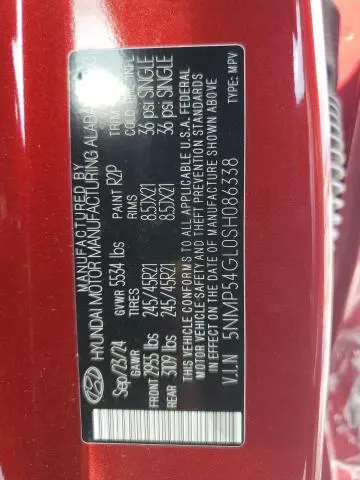 MANUFACTURED BY
HYUNDAI MOTOR MANUFACTURING ALABAMA
Sep/23/24 GVWR 5534 lbs PAINT R2P
GAWR TIRES RIMS COLD TIRE INFL.
FRONT 2955 lbs 245/45R21 8.5JX21 36 psi SINGLE
REAR 3109 lbs 245/45R21 8.5JX21 36 psi SINGLE
THIS VEHICLE CONFORMS TO ALL APPLICABLE U.S.A. FEDERAL
MOTOR VEHICLE SAFETY AND THEFT PREVENTION STANDARDS
IN EFFECT ON THE DATE OF MANUFACTURE SHOWN ABOVE
V.I.N 5NMP54GL0SH086338 TYPE: MPV